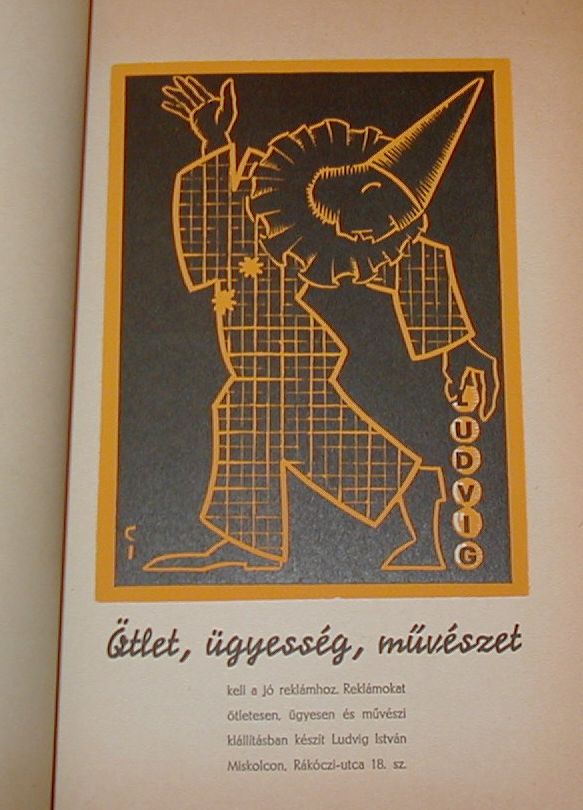 LUDVIG
Ötlet, ügyesség, művészet
kell a jó reklámhoz. Reklámokat
ötletesen, ügyesen és művészi
kiállításban készít Ludvig István
Miskolcon, Rákóczi-utca 18. sz.